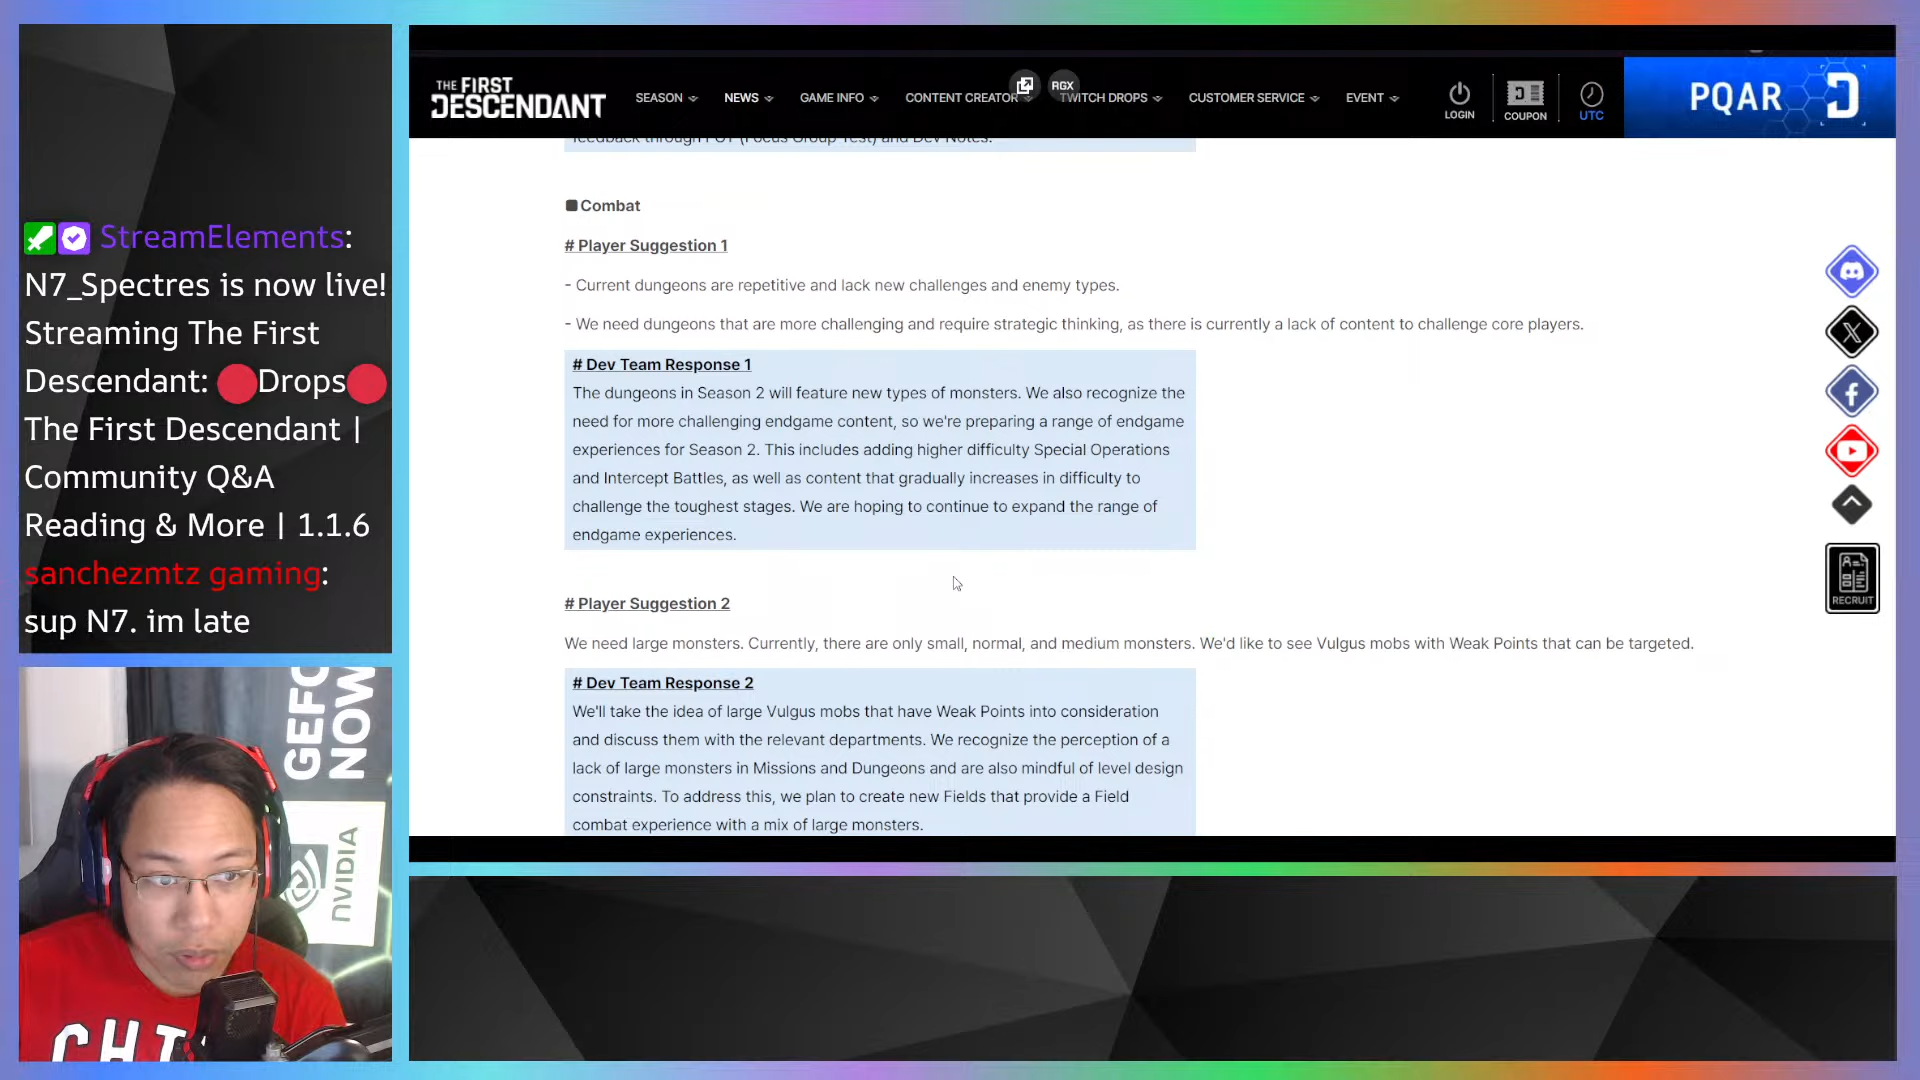 StreamElements:
N7_Spectres is now live!
Streaming The First
Descendant: 🔴Drops🔴
The First Descendant |
Community Q&A
Reading & More | 1.1.6
sanchezmtz gaming:
sup N7. im late
THE FIRST
DESCENDANT
SEASON
NEWS
GAME INFO
CONTENT CREATOR
RGX
TWITCH DROPS
CUSTOMER SERVICE
EVENT
LOGIN
COUPON
UTC
PQAR
feedback through FGT (Focus Group Test) and Dev Notes.
Combat
# Player Suggestion 1
- Current dungeons are repetitive and lack new challenges and enemy types.
- We need dungeons that are more challenging and require strategic thinking, as there is currently a lack of content to challenge core players.
# Dev Team Response 1
The dungeons in Season 2 will feature new types of monsters. We also recognize the
need for more challenging endgame content, so we're preparing a range of endgame
experiences for Season 2. This includes adding higher difficulty Special Operations
and Intercept Battles, as well as content that gradually increases in difficulty to
challenge the toughest stages. We are hoping to continue to expand the range of
endgame experiences.
# Player Suggestion 2
We need large monsters. Currently, there are only small, normal, and medium monsters. We'd like to see Vulgus mobs with Weak Points that can be targeted.
# Dev Team Response 2
We'll take the idea of large Vulgus mobs that have Weak Points into consideration
and discuss them with the relevant departments. We recognize the perception of a
lack of large monsters in Missions and Dungeons and are also mindful of level design
constraints. To address this, we plan to create new Fields that provide a Field
combat experience with a mix of large monsters.
RECRUIT
GEFO
NOW
NVIDIA